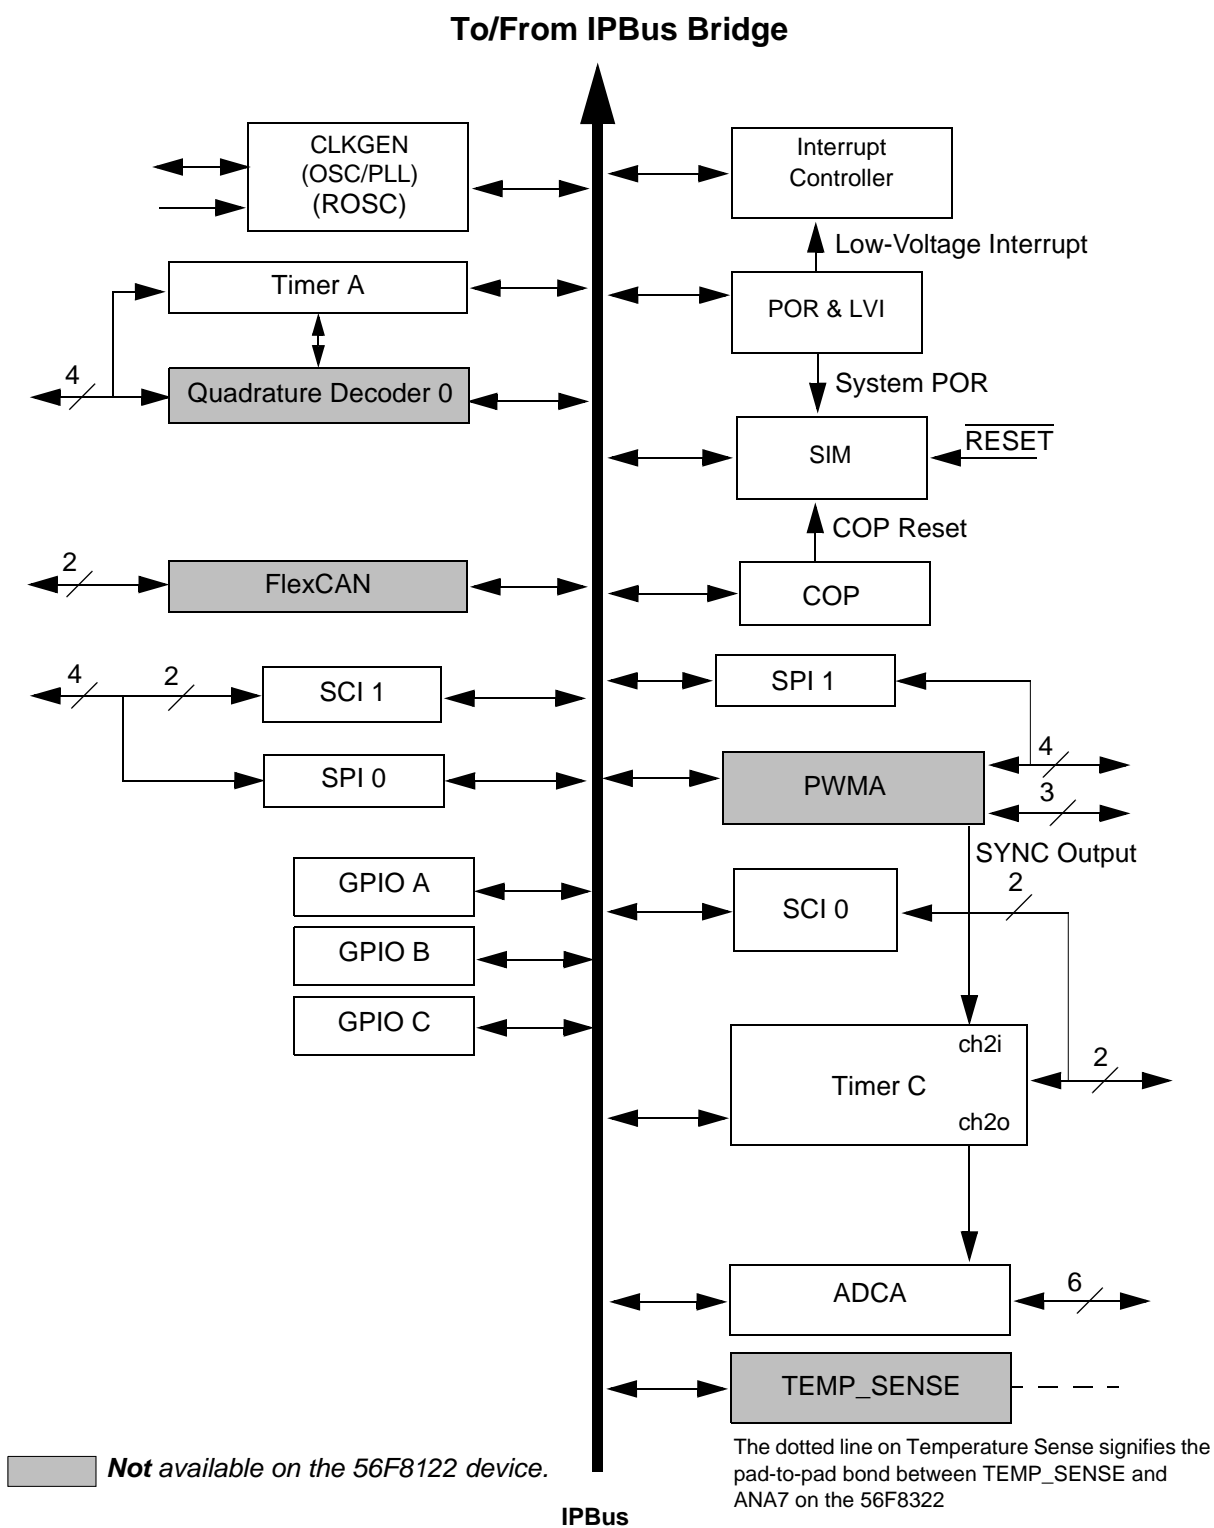 To/From IPBus Bridge
CLKGEN
(OSC/PLL)
(ROSC)
Interrupt
Controller
Low-Voltage Interrupt
Timer A
POR & LVI
4
Quadrature Decoder 0
System POR
RESET
SIM
COP Reset
2
FlexCAN
COP
4
2
SCI 1
SPI 1
SPI 0
4
PWMA
3
SYNC Output
GPIO A
2
SCI 0
GPIO B
GPIO C
ch2i
2
Timer C
ch2o
ADCA
6
TEMP_SENSE
The dotted line on Temperature Sense signifies the
pad-to-pad bond between TEMP_SENSE and
ANA7 on the 56F8322
Not available on the 56F8122 device.
IPBus